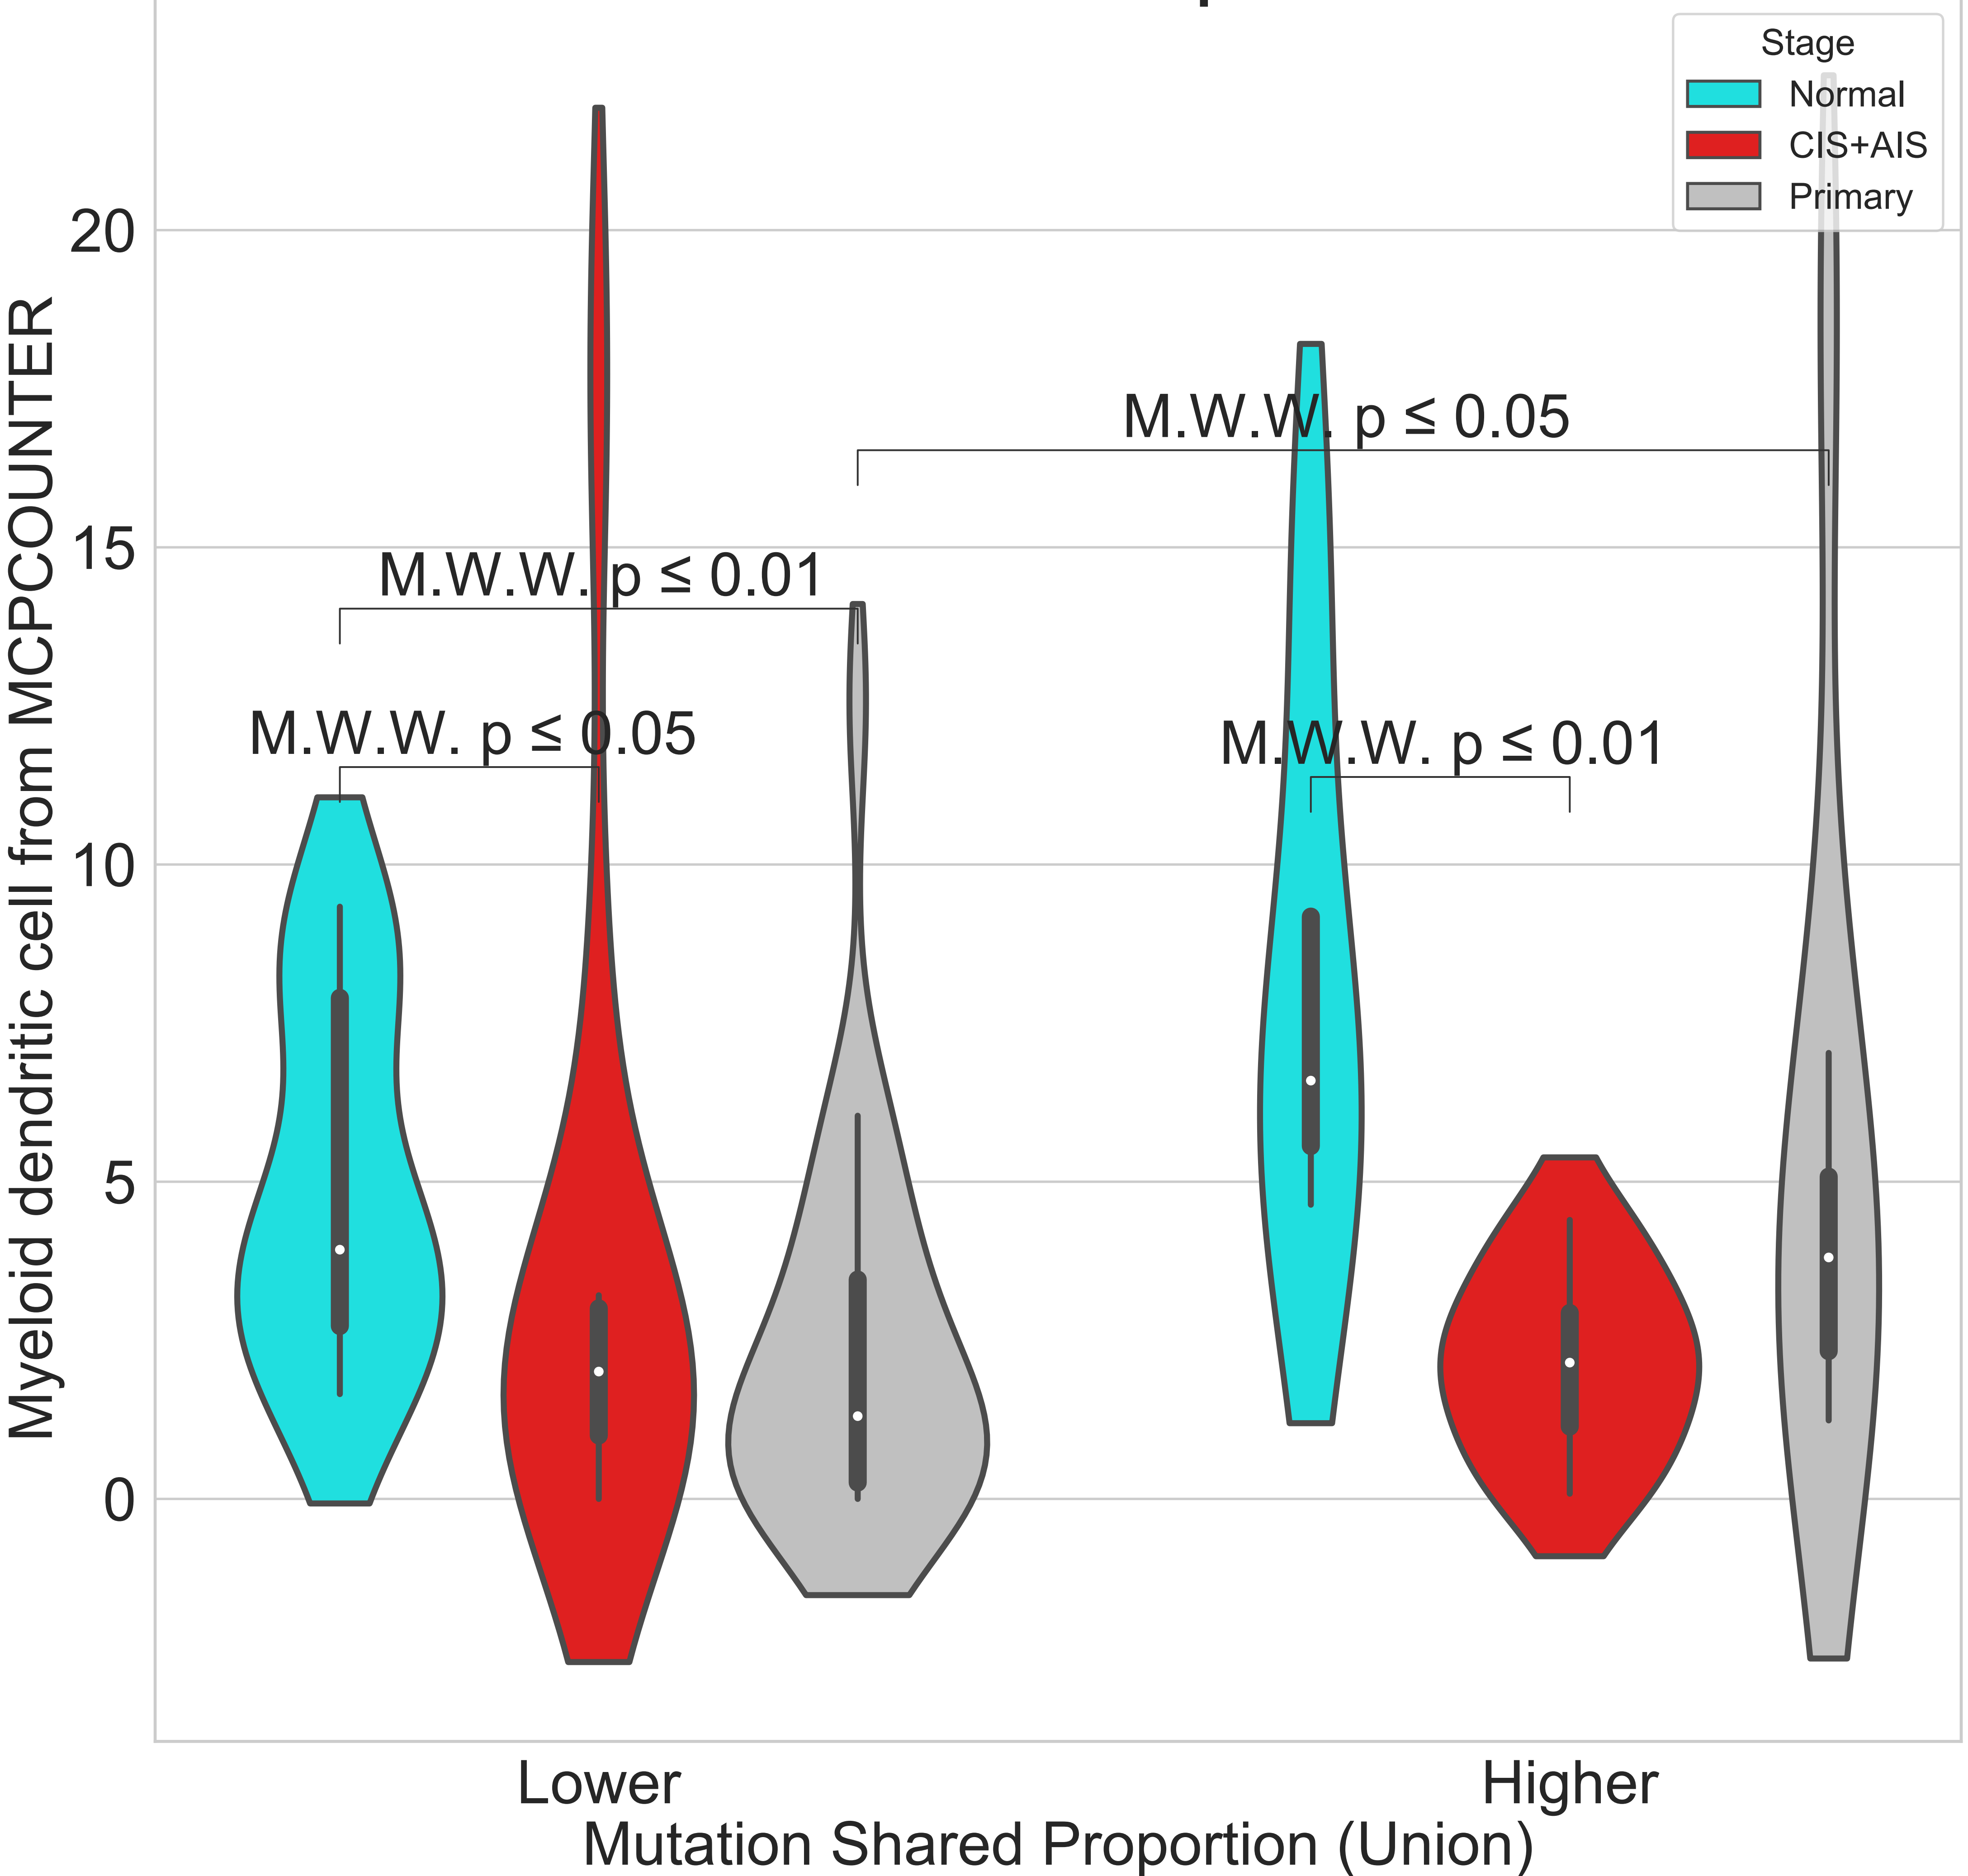 Stage
Normal
CIS+AIS
Primary
20
15
10
5
0
Myeloid dendritic cell from MCPCOUNTER
M.W.W. p ≤ 0.05
M.W.W. p ≤ 0.01
M.W.W. p ≤ 0.05
M.W.W. p ≤ 0.01
Lower
Higher
Mutation Shared Proportion (Union)